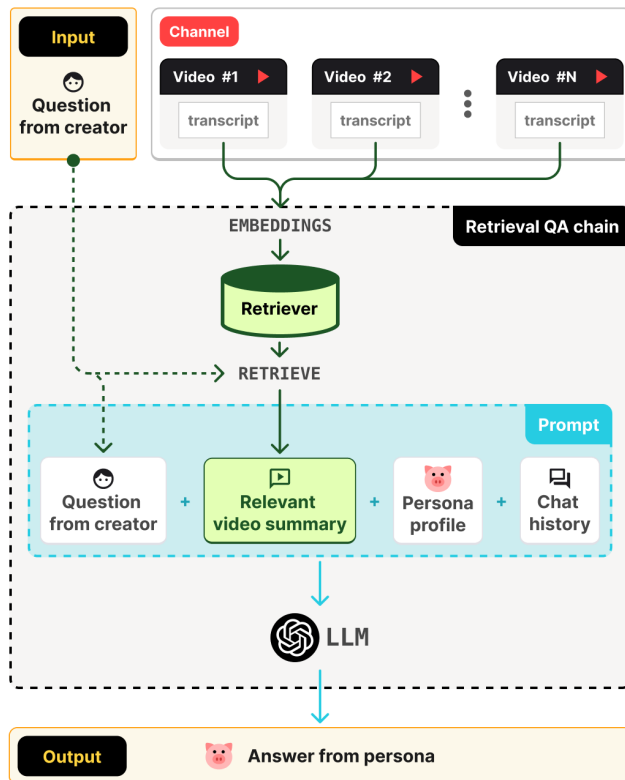 Input
Question
from creator
Channel
Video #1
Video #2
Video #N
transcript
transcript
transcript
EMBEDDINGS
Retrieval QA chain
Retriever
RETRIEVE
Prompt
Question
from creator
+
Relevant
video summary
+
Persona
profile
+
Chat
history
LLM
Output
Answer from persona